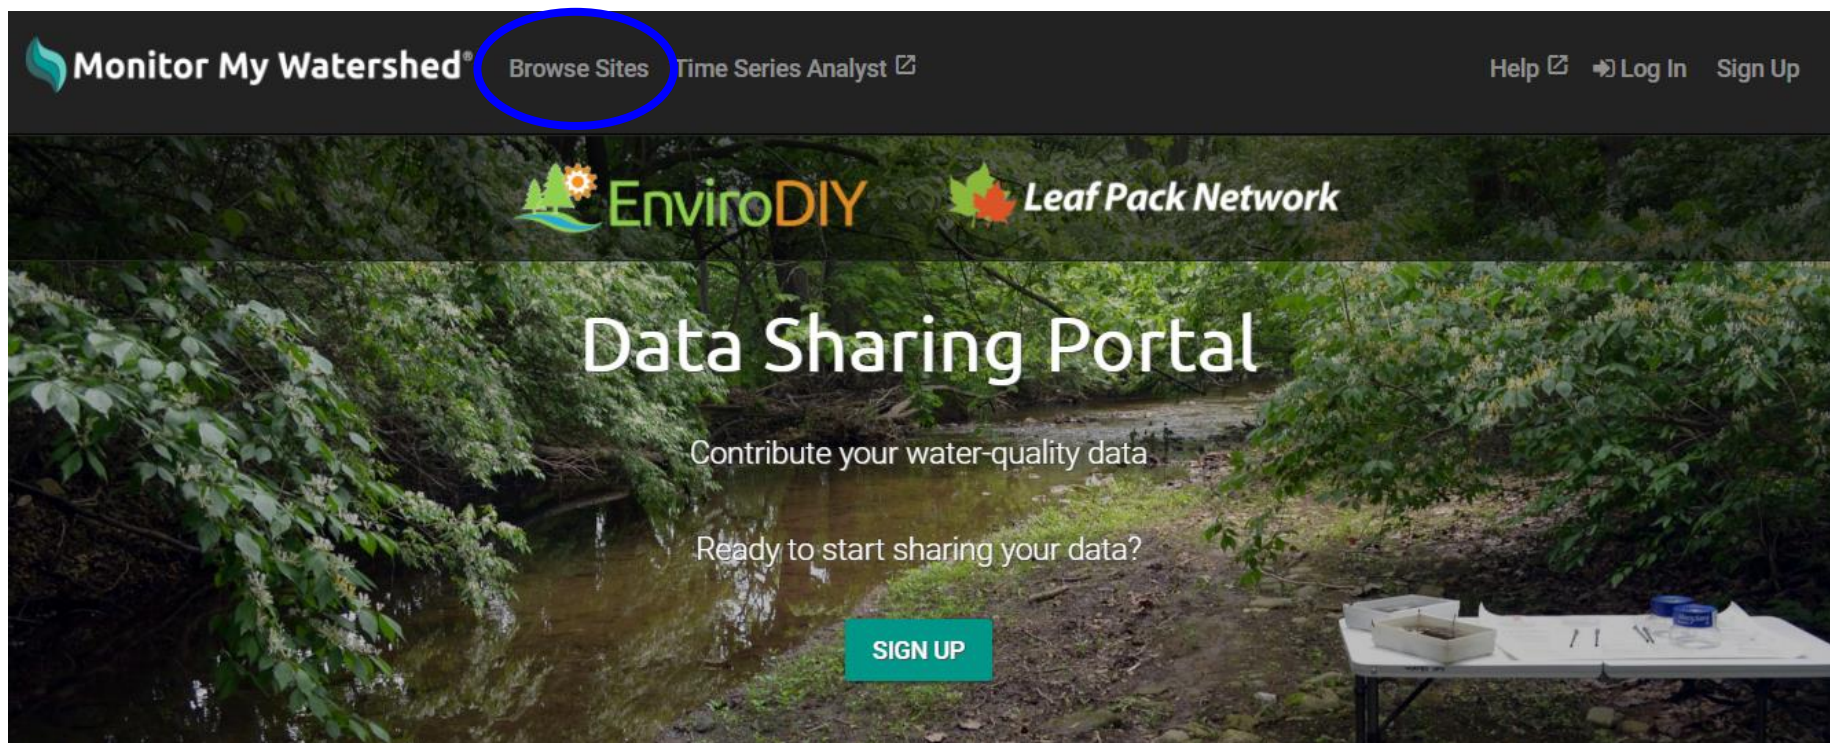 Monitor My Watershed® Browse Sites Time Series Analyst Help Log In Sign Up
EnviroDIY Leaf Pack Network
Data Sharing Portal
Contribute your water-quality data
Ready to start sharing your data?
SIGN UP